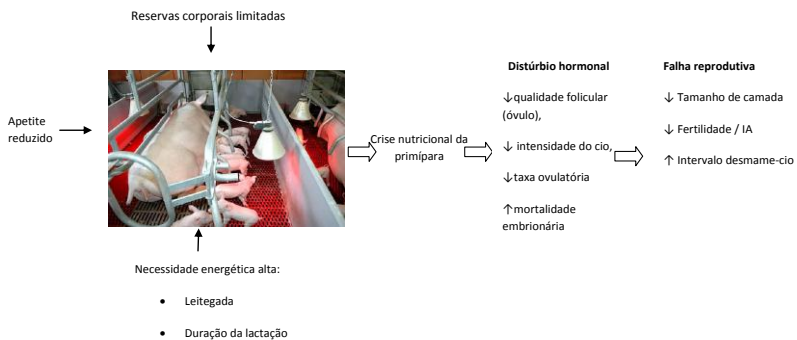 Reservas corporais limitadas
Apetite
reduzido
Necessidade energética alta:
• Leitegada
• Duração da lactação
Crise nutricional da
primípara
Distúrbio hormonal
↓qualidade folicular
(óvulo),
↓ intensidade do cio,
↓taxa ovulatória
↑mortalidade
embrionária
Falha reprodutiva
↓ Tamanho de camada
↓ Fertilidade / IA
↑ Intervalo desmame-cio